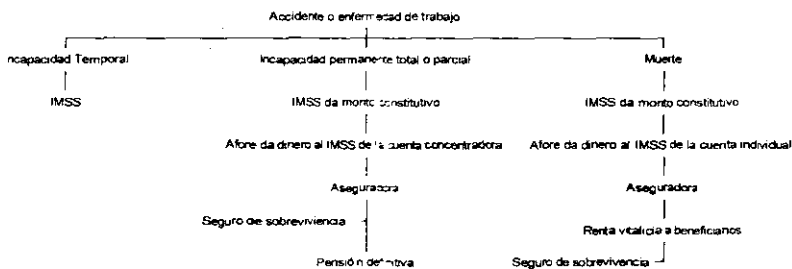 Accidente o enfermedad de trabajo
ncapacidad Temporal Incapacidad permanente total o parcial Muerte
IMSS IMSS da monto constitutivo IMSS da monto constitutivo
Afore da dinero al IMSS de la cuenta concentradora Afore da dinero al IMSS de la cuenta individual
Aseguradora Aseguradora
Seguro de sobreviviencia
Renta vitalicia a beneficiarios
Pensión definitiva Seguro de sobrevivencia